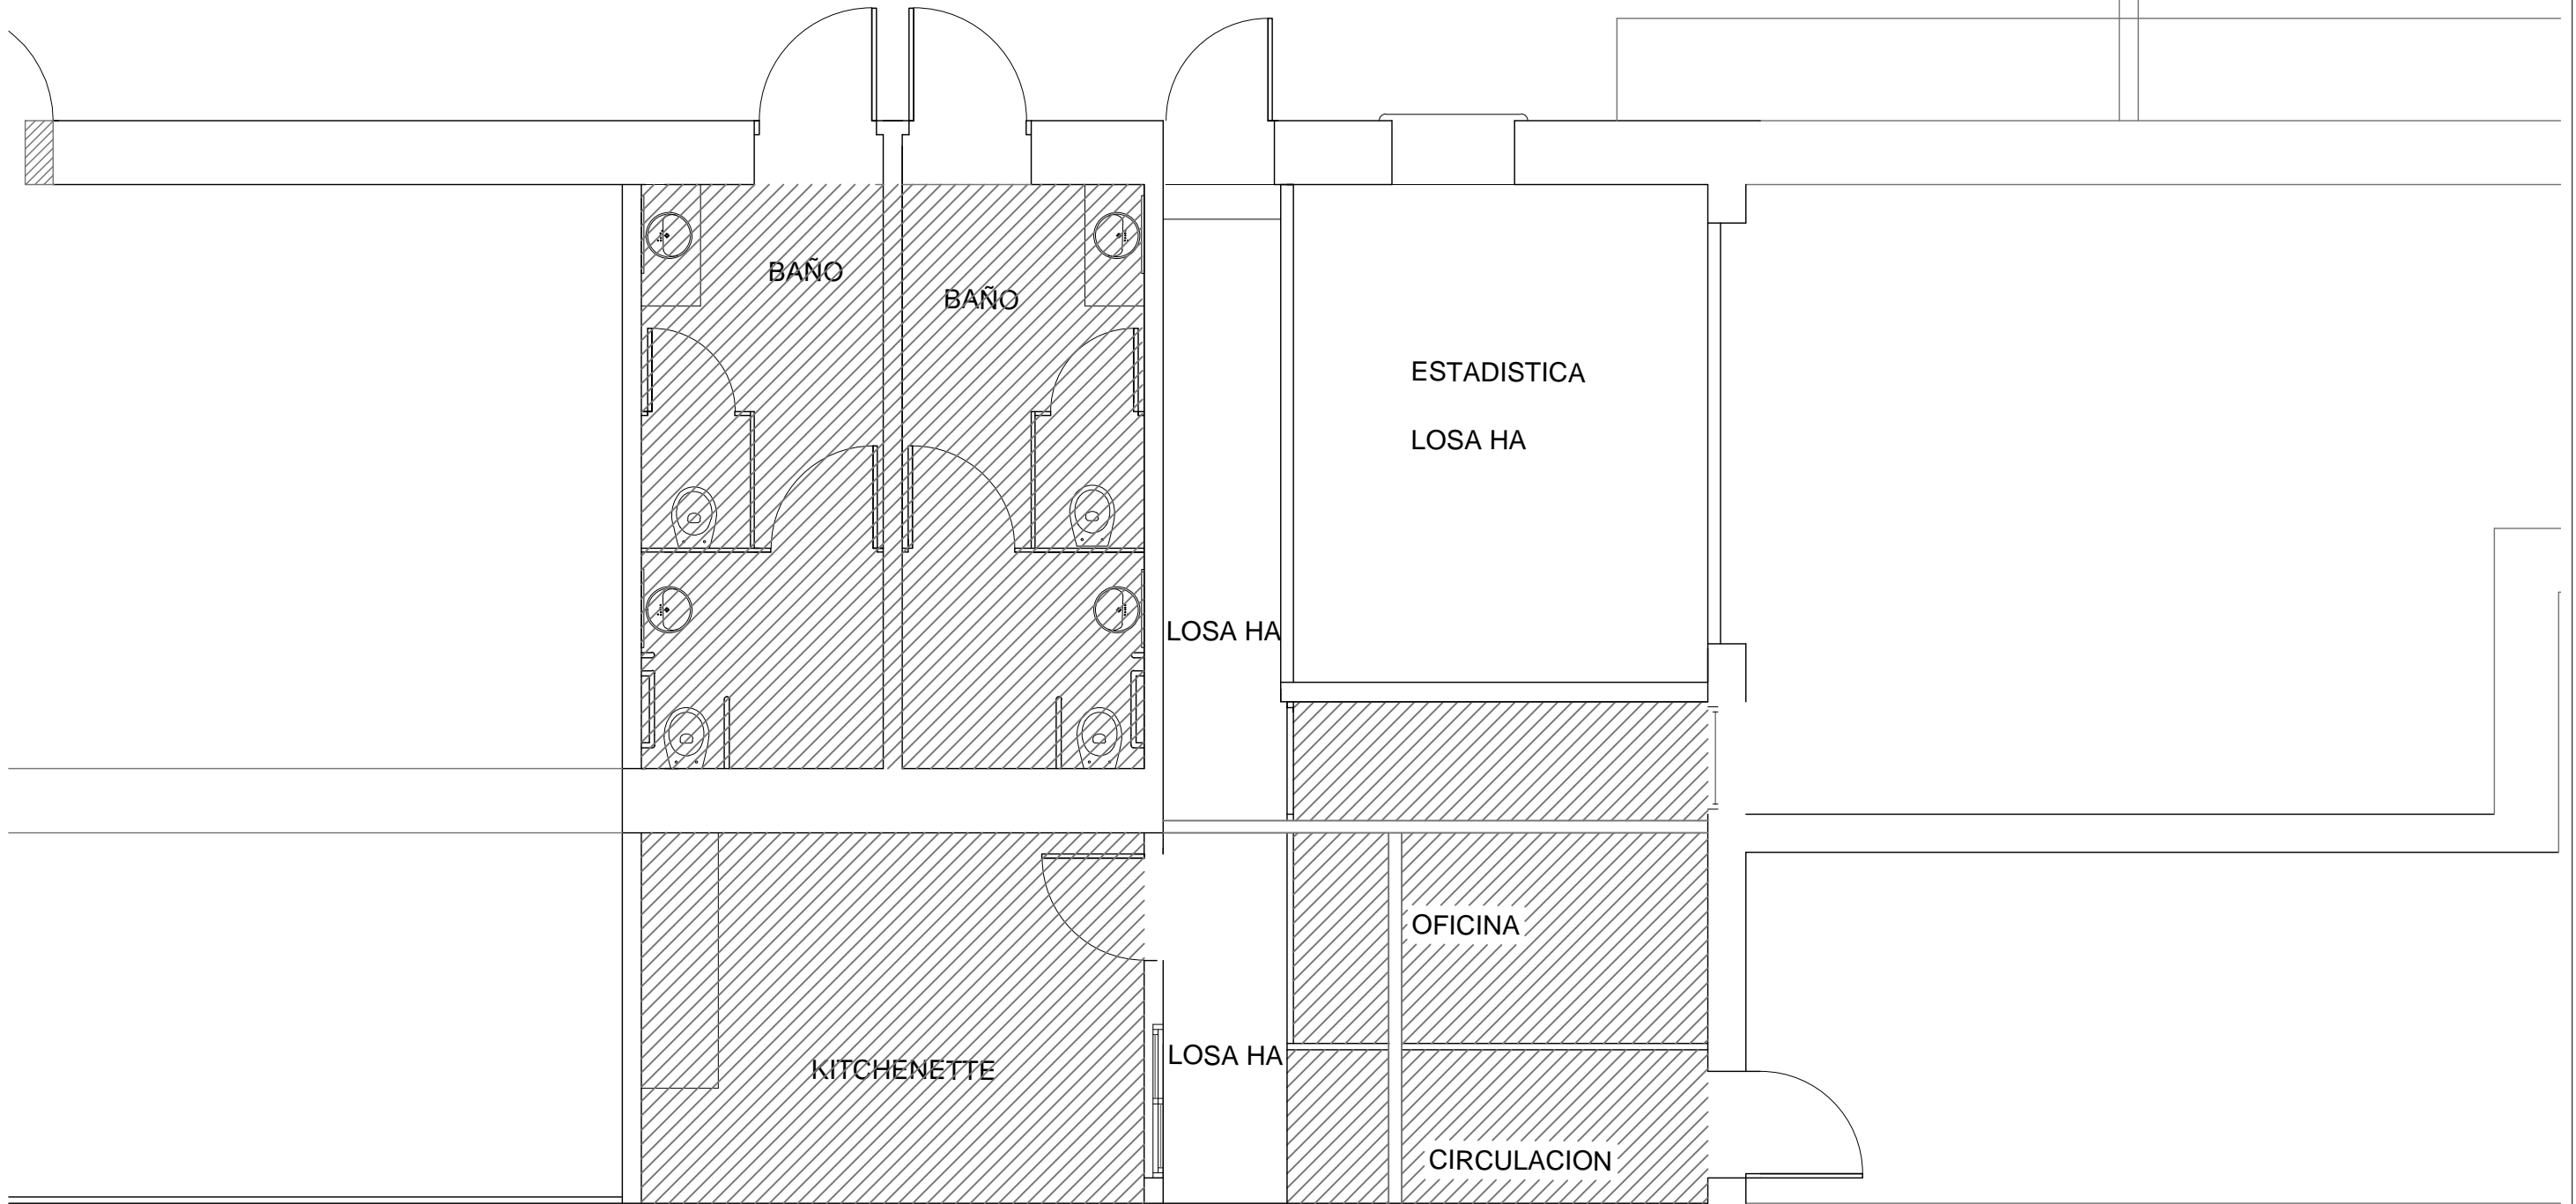 BAÑO
BAÑO
ESTADISTICA
LOSA HA
LOSA HA
OFICINA
LOSA HA
KITCHENETTE
CIRCULACION